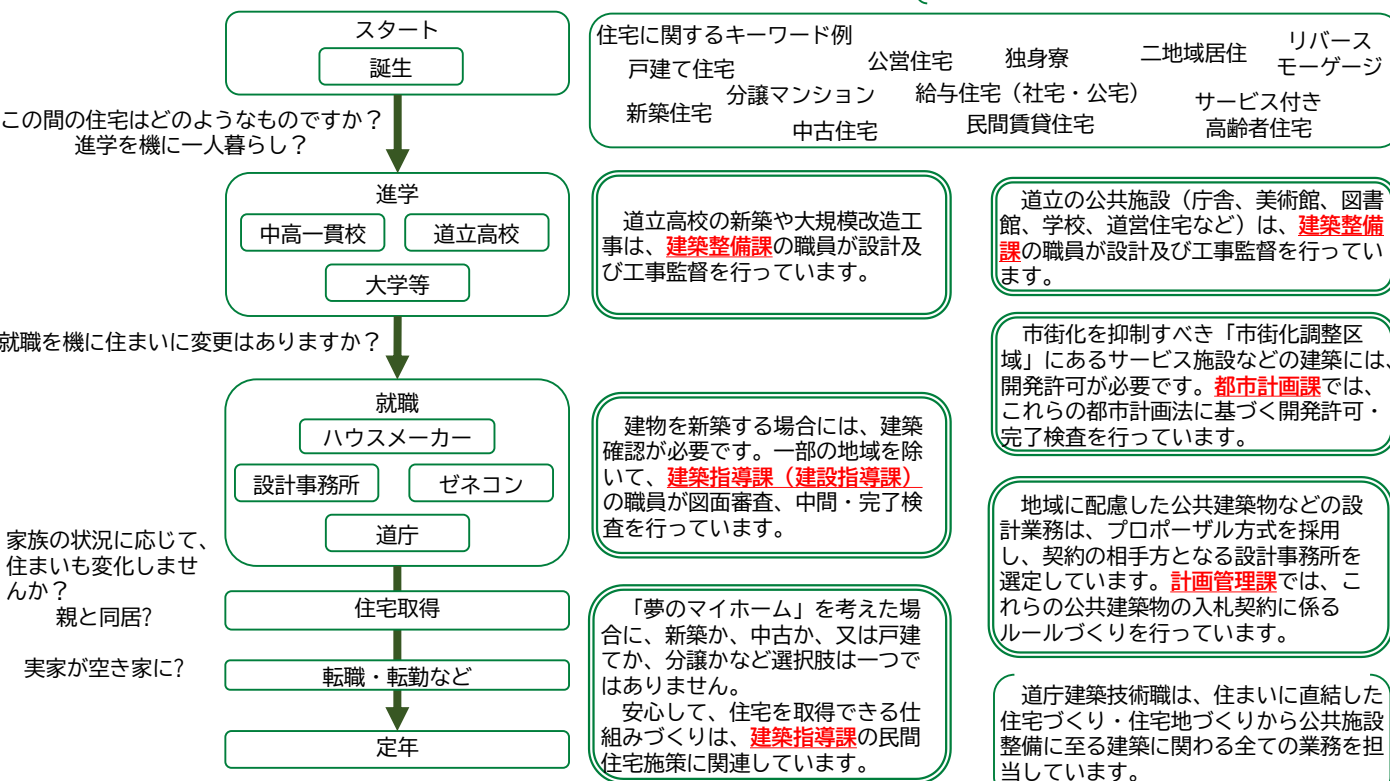 スタート
誕生
この間の住宅はどのようなものですか？
進学を機に一人暮らし？
進学
中高一貫校
道立高校
大学等
就職を機に住まいに変更はありますか？
就職
ハウスメーカー
設計事務所
ゼネコン
道庁
家族の状況に応じて、
住まいも変化しませ
んか？
親と同居?
実家が空き家に?
住宅取得
転職・転勤など
定年
住宅に関するキーワード例
戸建て住宅
公営住宅
独身寮
二地域居住
リバース
モーゲージ
新築住宅
分譲マンション
給与住宅（社宅・公宅）
中古住宅
民間賃貸住宅
サービス付き
高齢者住宅
道立高校の新築や大規模改造工
事は、建築整備課の職員が設計及
び工事監督を行っています。
建物を新築する場合には、建築
確認が必要です。一部の地域を除
いて、建築指導課（建設指導課）
の職員が図面審査、中間・完了検
査を行っています。
「夢のマイホーム」を考えた場
合に、新築か、中古か、又は戸建
てか、分譲かなど選択肢は一つで
はありません。
安心して、住宅を取得できる仕
組みづくりは、建築指導課の民間
住宅施策に関連しています。
道立の公共施設（庁舎、美術館、図書
館、学校、道営住宅など）は、建築整備
課の職員が設計及び工事監督を行ってい
ます。
市街化を抑制すべき「市街化調整区
域」にあるサービス施設などの建築には、
開発許可が必要です。都市計画課では、
これらの都市計画法に基づく開発許可・
完了検査を行っています。
地域に配慮した公共建築物などの設
計業務は、プロポーザル方式を採用
し、契約の相手方となる設計事務所を
選定しています。計画管理課では、こ
れらの公共建築物の入札契約に係る
ルールづくりを行っています。
道庁建築技術職は、住まいに直結した
住宅づくり・住宅地づくりから公共施設
整備に至る建築に関わる全ての業務を担
当しています。